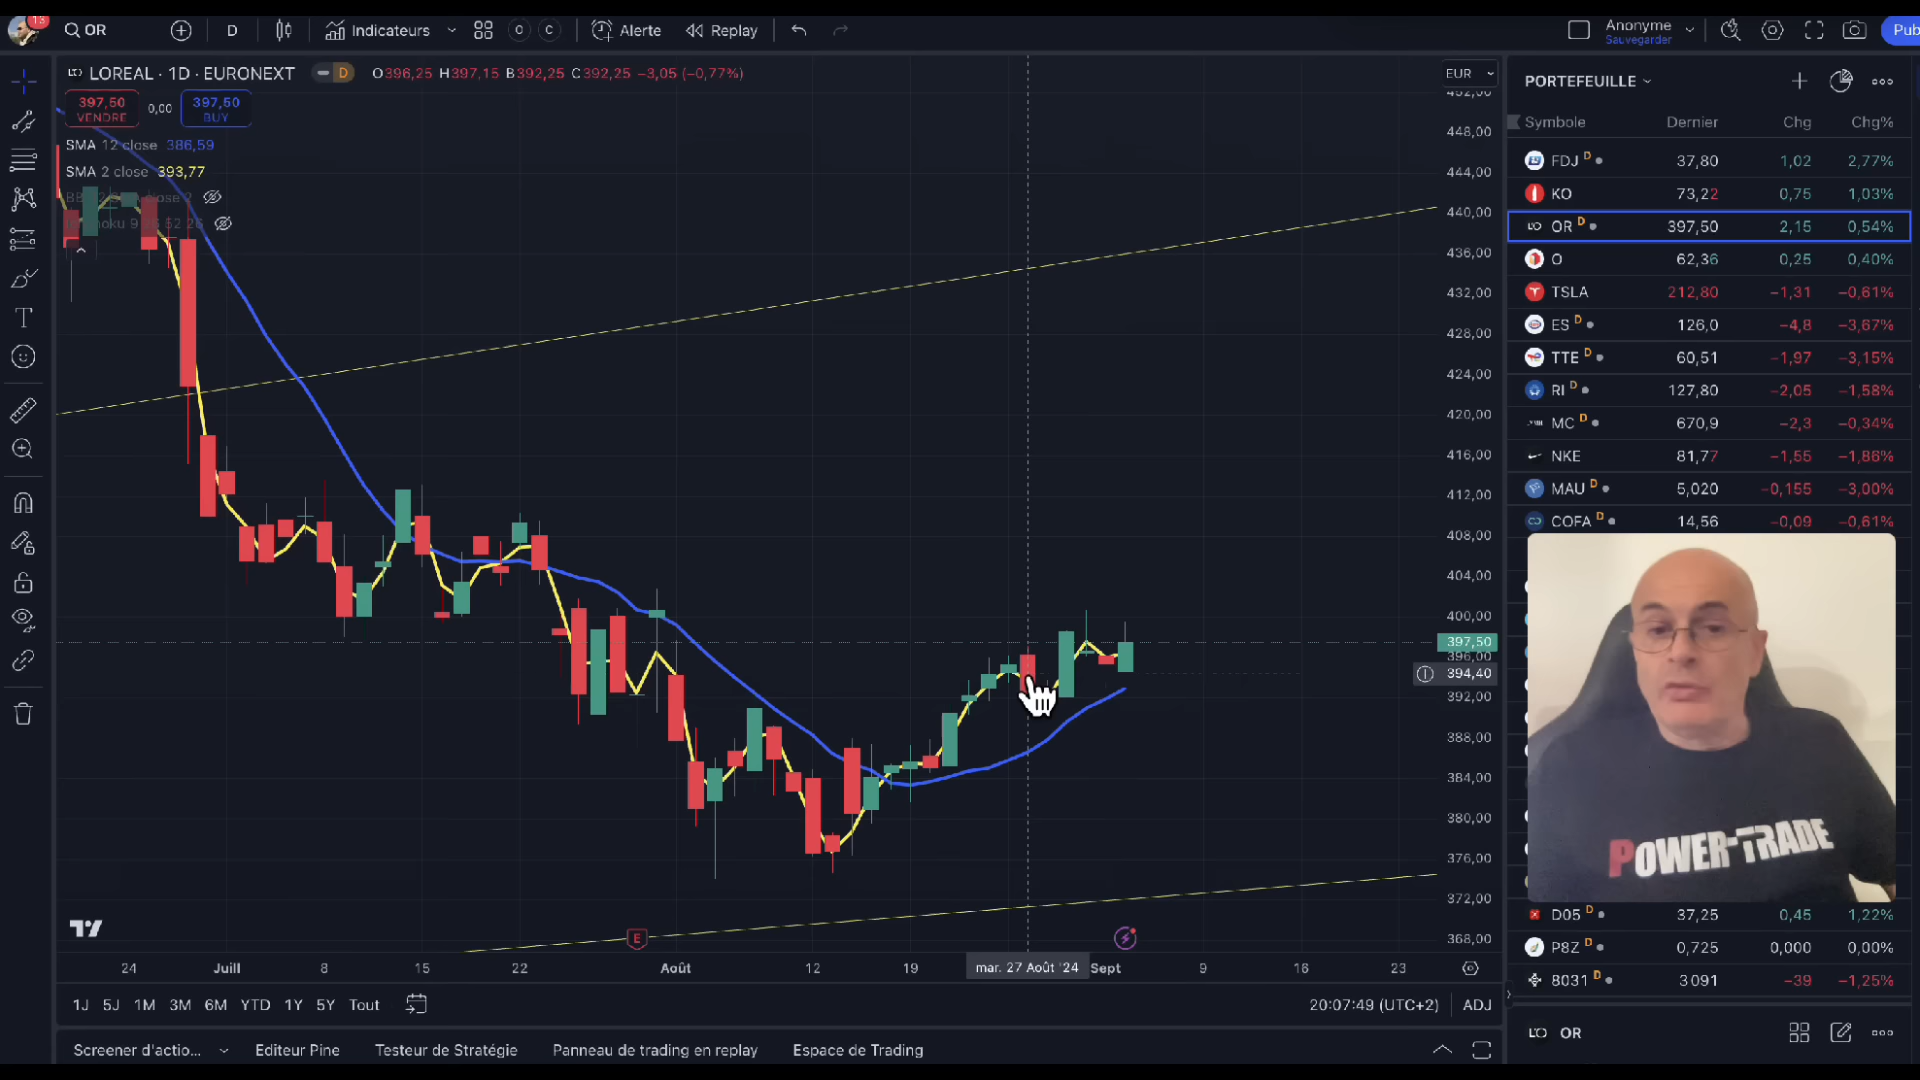 13
OR
D
Indicateurs
Alerte
Replay
Anonyme
Sauvegarder
Pub
LOREAL · 1D · EURONEXT
D
O396,25 H397,15 B392,25 C392,25 −3,05 (−0,77%)
EUR
397,50
VENDRE
0,00
397,50
BUY
SMA 12 close 386,59
SMA 2 close 393,77
448,00
444,00
440,00
436,00
432,00
428,00
424,00
420,00
416,00
412,00
408,00
404,00
400,00
397,50
396,00
394,40
392,00
388,00
384,00
380,00
376,00
372,00
368,00
E
24
Juill
8
15
22
Août
12
19
mar. 27 Août '24
Sept
9
16
23
1J 5J 1M 3M 6M YTD 1Y 5Y Tout
20:07:49 (UTC+2)
ADJ
Screener d'actio...
Editeur Pine
Testeur de Stratégie
Panneau de trading en replay
Espace de Trading
PORTEFEUILLE
Symbole Dernier Chg Chg%
FDJ D 37,80 1,02 2,77%
KO 73,22 0,75 1,03%
OR D 397,50 2,15 0,54%
O 62,36 0,25 0,40%
TSLA 212,80 −1,31 −0,61%
ES D 126,0 −4,8 −3,67%
TTE D 60,51 −1,97 −3,15%
RI D 127,80 −2,05 −1,58%
MC D 670,9 −2,3 −0,34%
NKE 81,77 −1,55 −1,86%
MAU D 5,020 −0,155 −3,00%
COFA D 14,56 −0,09 −0,61%
POWER-TRADE
D05 D 37,25 0,45 1,22%
P8Z D 0,725 0,000 0,00%
8031 D 3 091 −39 −1,25%
OR